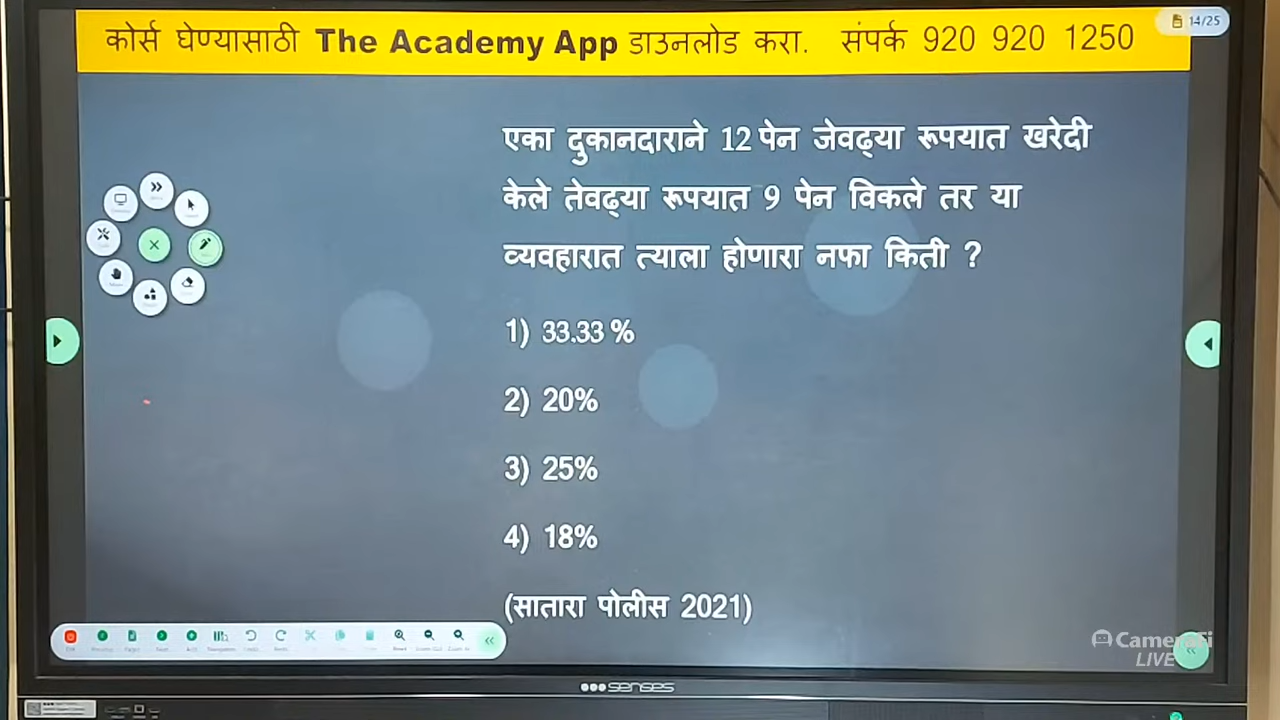 कोर्स घेण्यासाठी The Academy App डाउनलोड करा. संपर्क 920 920 1250
14/25
एका दुकानदाराने 12 पेन जेवढ्या रूपयात खरेदी
केले तेवढ्या रूपयात 9 पेन विकले तर या
व्यवहारात त्याला होणारा नफा किती ?
1) 33.33 %
2) 20%
3) 25%
4) 18%
(सातारा पोलीस 2021)
CameraFi
LIVE
senses